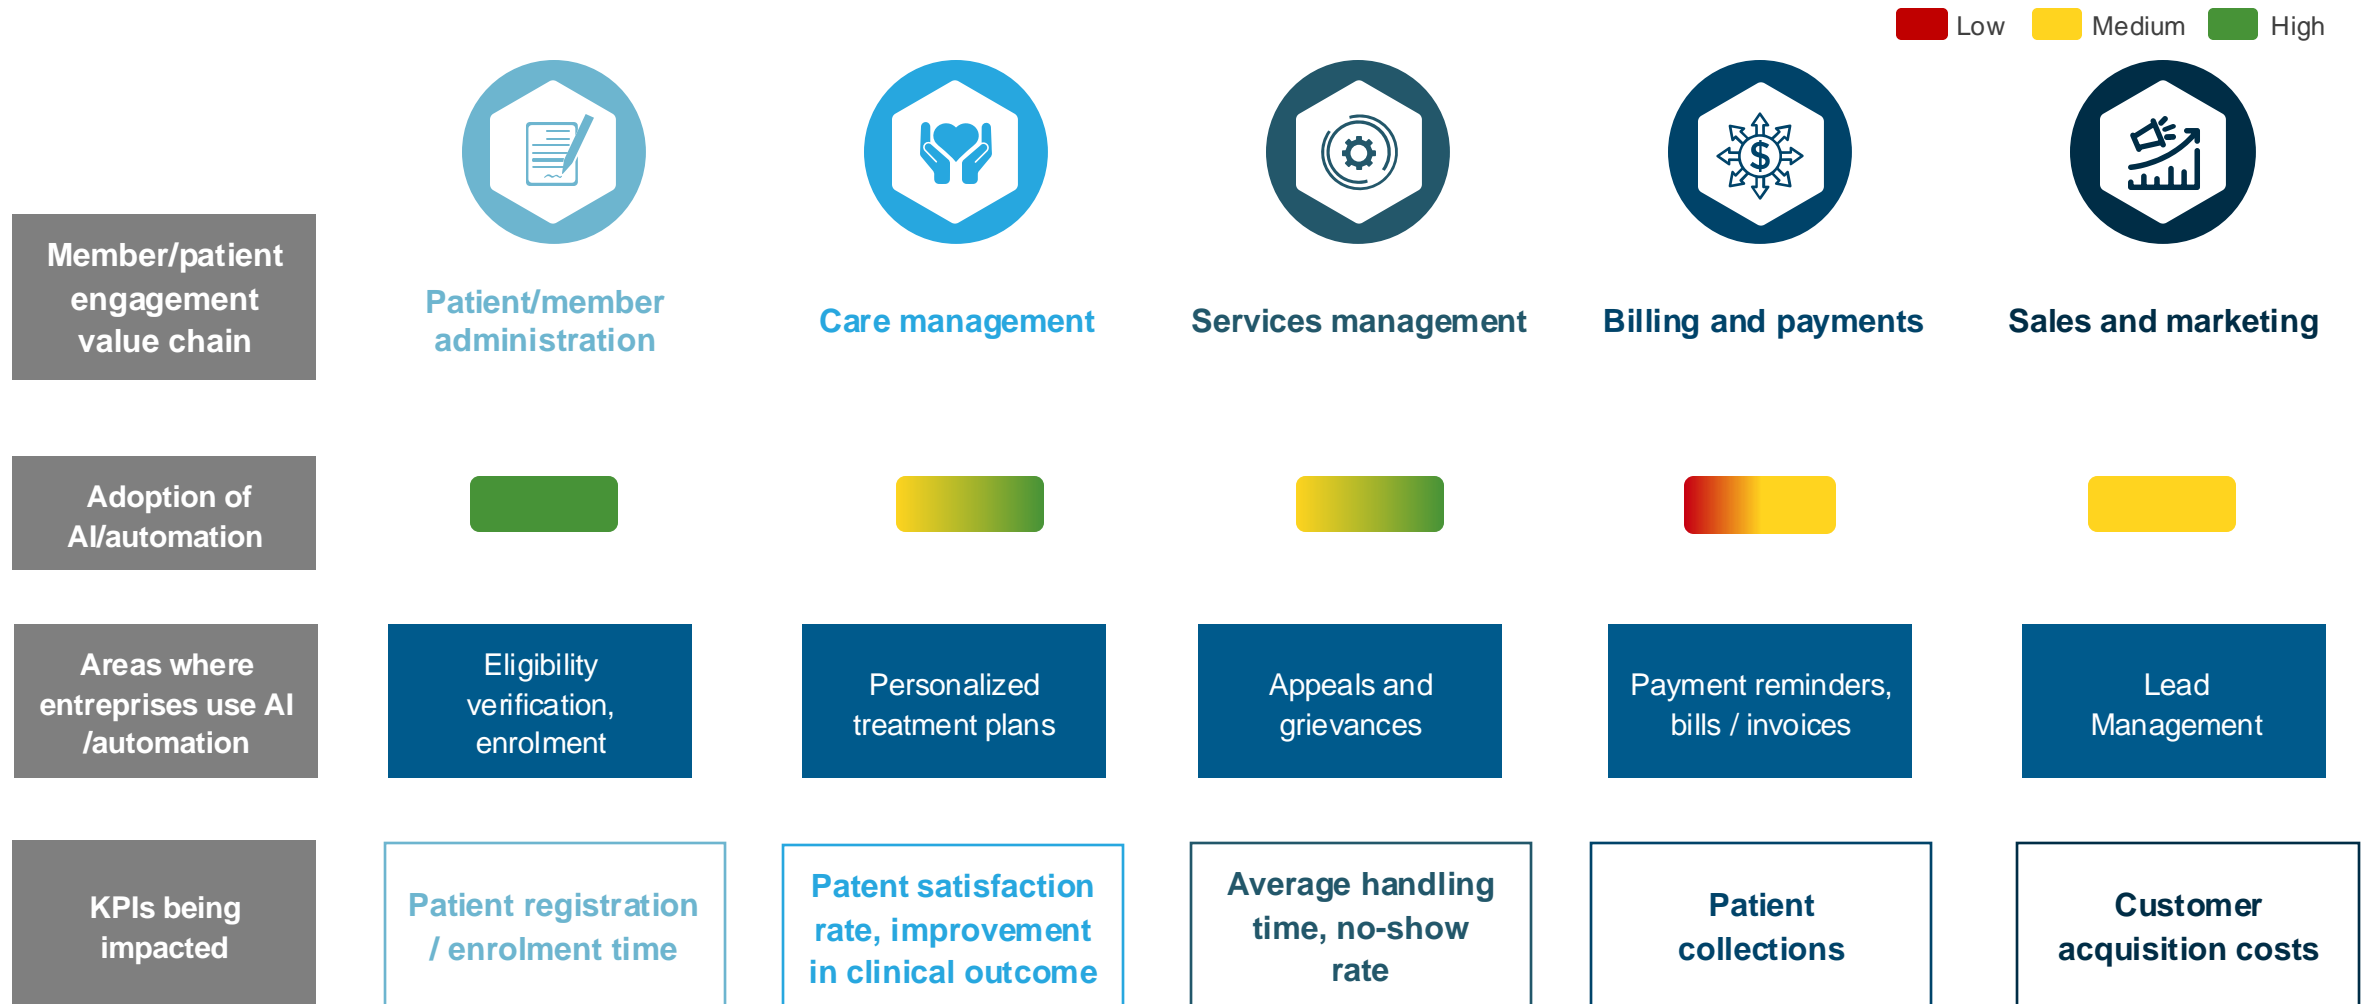 Low
Medium
High
Member/patient
engagement
value chain
Patient/member
administration
Care management
Services management
Billing and payments
Sales and marketing
Adoption of
AI/automation
Areas where
entreprises use AI
/automation
Eligibility
verification,
enrolment
Personalized
treatment plans
Appeals and
grievances
Payment reminders,
bills / invoices
Lead
Management
KPIs being
impacted
Patient registration
/ enrolment time
Patent satisfaction
rate, improvement
in clinical outcome
Average handling
time, no-show
rate
Patient
collections
Customer
acquisition costs